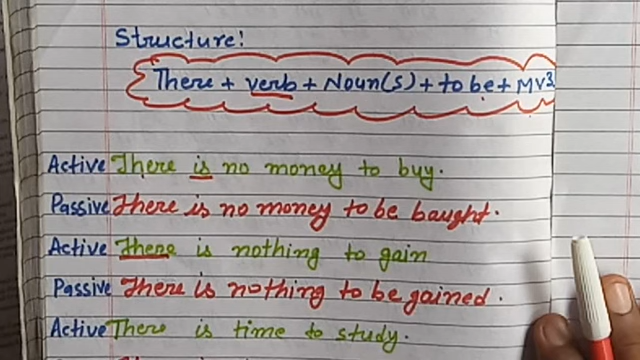 Structure:
There + verb + Noun(s) + to be + MV3
Active There is no money to buy.
Passive There is no money to be baught.
Active There is nothing to gain
Passive There is nothing to be gained.
Active There is time to study.